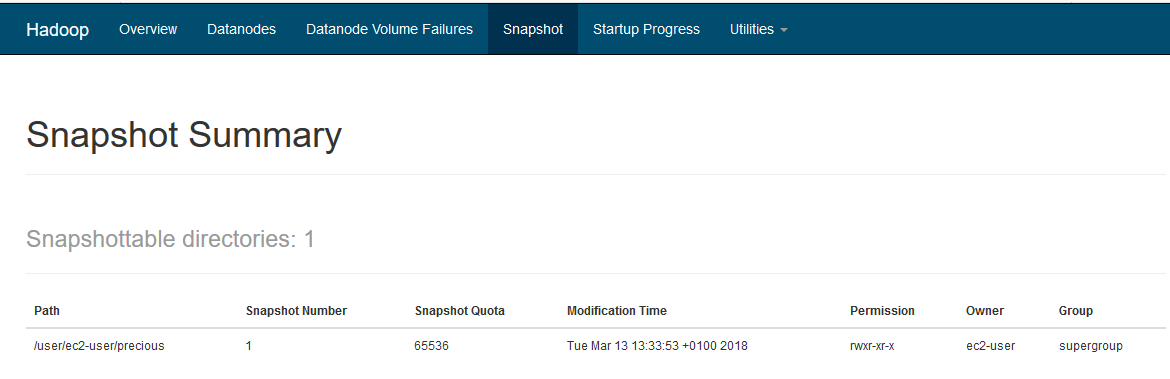 Hadoop Overview Datanodes Datanode Volume Failures Snapshot Startup Progress Utilities
Snapshot Summary
Snapshottable directories: 1
Path Snapshot Number Snapshot Quota Modification Time Permission Owner Group
/user/ec2-user/precious 1 65536 Tue Mar 13 13:33:53 +0100 2018 rwxr-xr-x ec2-user supergroup